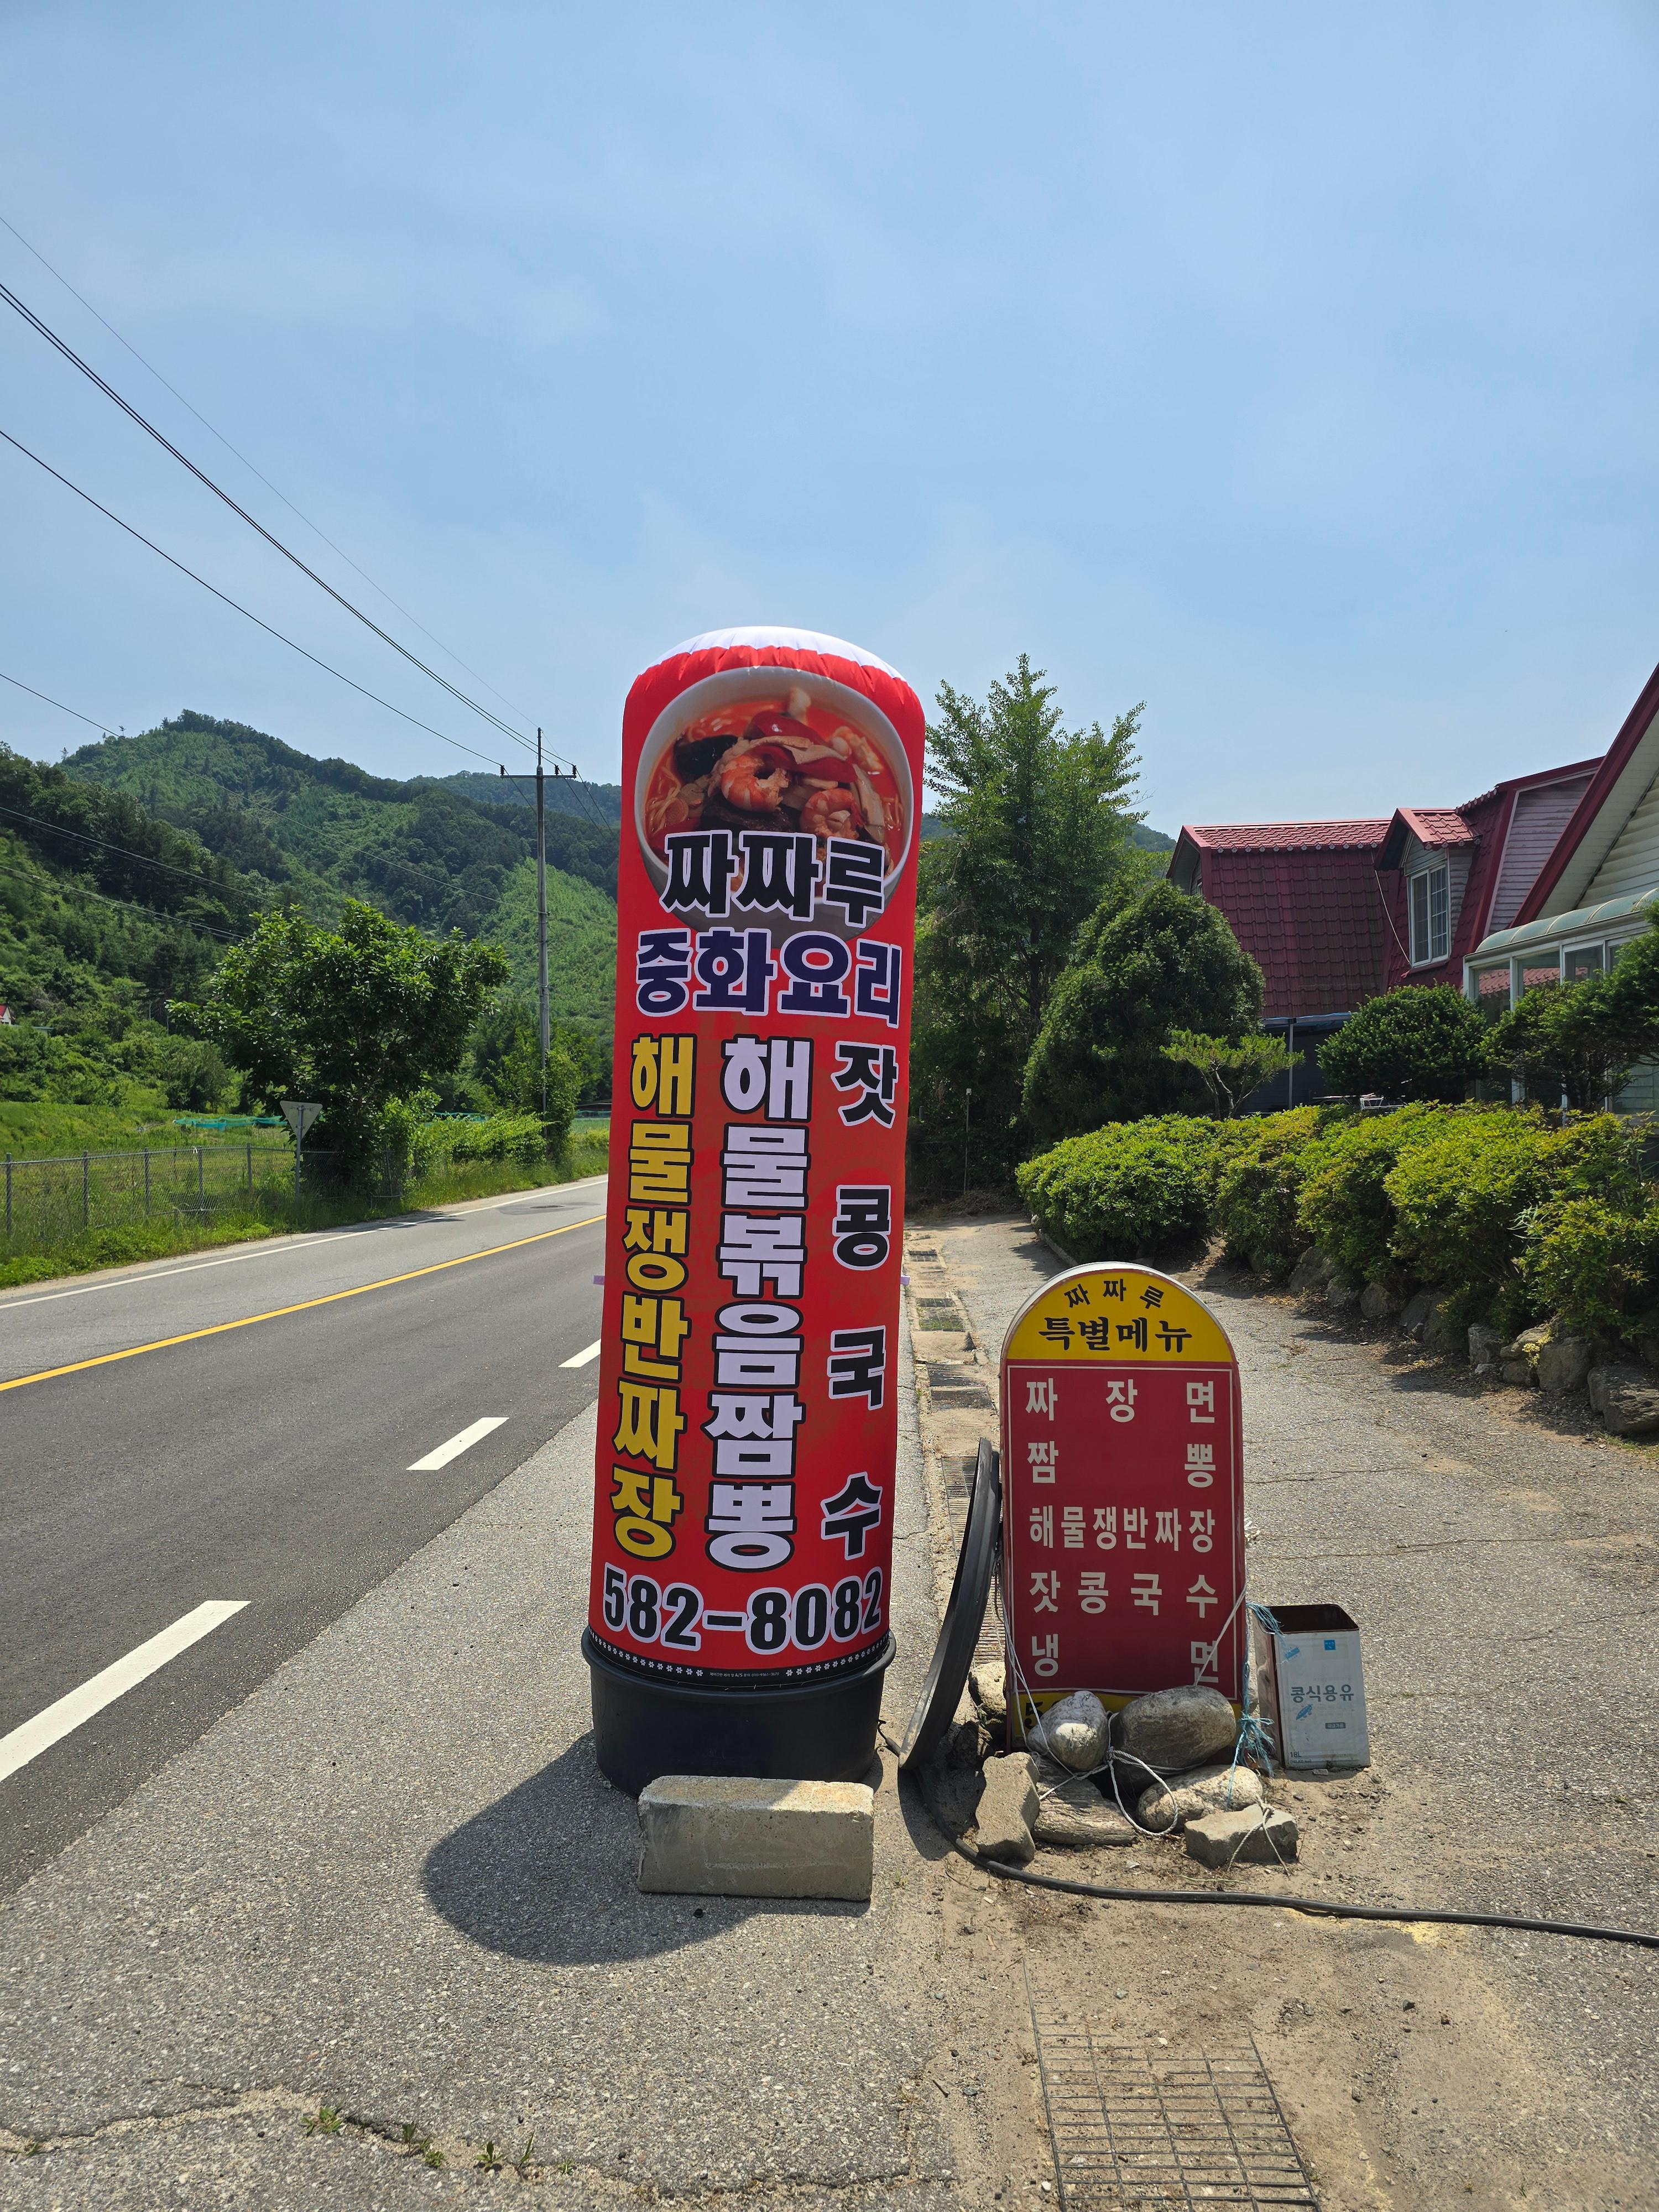 짜짜루
중화요리
해물쟁반짜장
해물볶음짬뽕
잣콩국수
582-8082
짜짜루
특별메뉴
짜장면
짬뽕
해물쟁반짜장
잣콩국수
냉면
콩식용유
18L